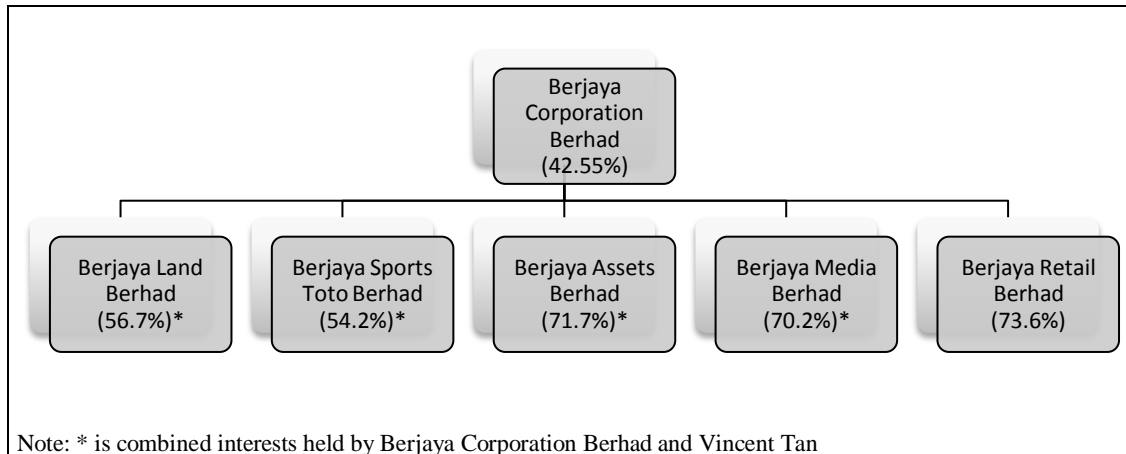 Berjaya
Corporation
Berhad
(42.55%)
Berjaya Land
Berhad
(56.7%)*
Berjaya Sports
Toto Berhad
(54.2%)*
Berjaya Assets
Berhad
(71.7%)*
Berjaya Media
Berhad
(70.2%)*
Berjaya Retail
Berhad
(73.6%)
Note: * is combined interests held by Berjaya Corporation Berhad and Vincent Tan